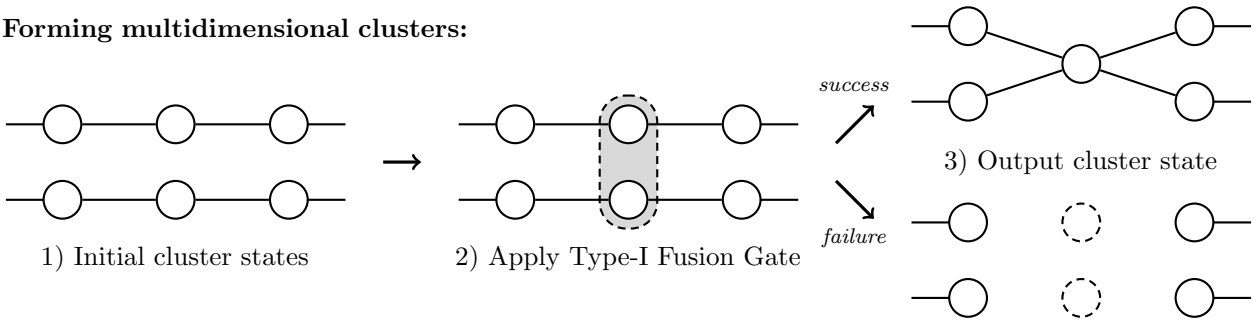 Forming multidimensional clusters:
1) Initial cluster states
2) Apply Type-I Fusion Gate
success
failure
3) Output cluster state